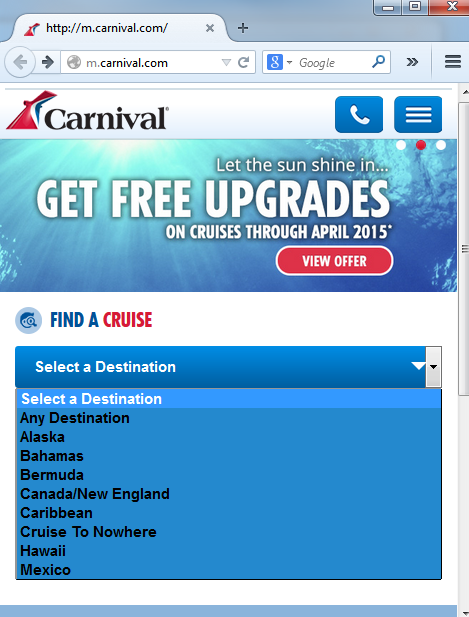 http://m.carnival.com/
m.carnival.com
Google
Carnival
Let the sun shine in...
GET FREE UPGRADES
ON CRUISES THROUGH APRIL 2015*
VIEW OFFER
FIND A CRUISE
Select a Destination
Select a Destination
Any Destination
Alaska
Bahamas
Bermuda
Canada/New England
Caribbean
Cruise To Nowhere
Hawaii
Mexico